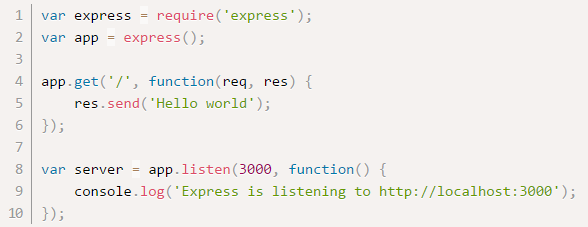 1 var express = require('express');
2 var app = express();
3
4 app.get('/', function(req, res) {
5     res.send('Hello world');
6 });
7
8 var server = app.listen(3000, function() {
9     console.log('Express is listening to http://localhost:3000');
10 });